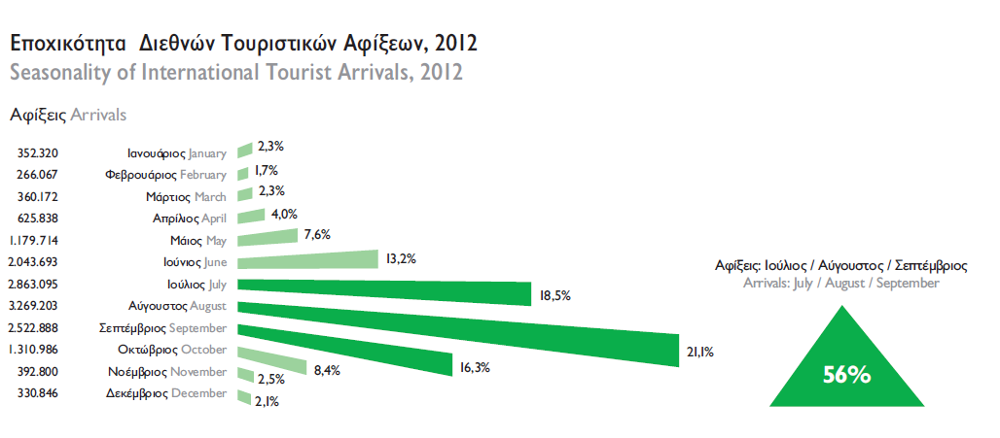 Εποχικότητα Διεθνών Τουριστικών Αφίξεων, 2012
Seasonality of International Tourist Arrivals, 2012
Αφίξεις Arrivals
352.320 Ιανουάριος January 2,3%
266.067 Φεβρουάριος February 1,7%
360.172 Μάρτιος March 2,3%
625.838 Απρίλιος April 4,0%
1.179.714 Μάιος May 7,6%
2.043.693 Ιούνιος June 13,2%
2.863.095 Ιούλιος July 18,5%
3.269.203 Αύγουστος August 21,1%
2.522.888 Σεπτέμβριος September 16,3%
1.310.986 Οκτώβριος October 8,4%
392.800 Νοέμβριος November 2,5%
330.846 Δεκέμβριος December 2,1%
Αφίξεις: Ιούλιος / Αύγουστος / Σεπτέμβριος
Arrivals: July / August / September
56%